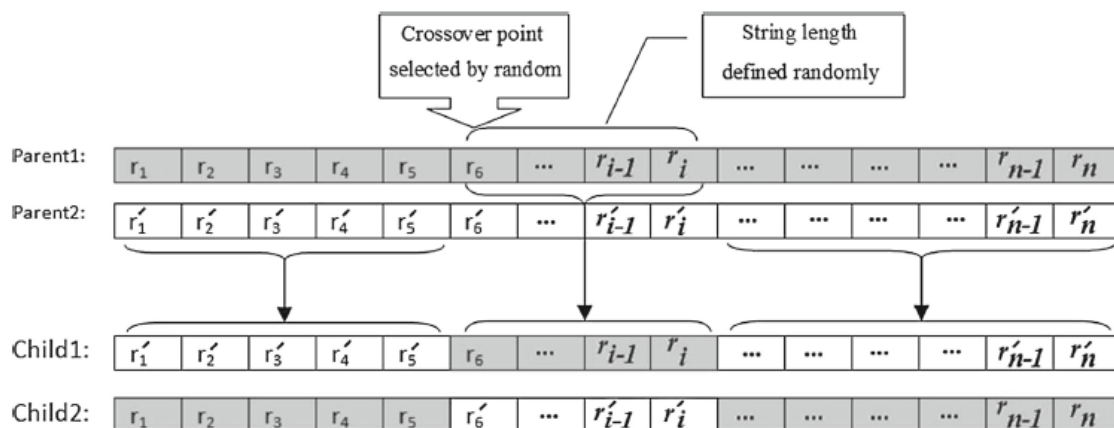 Crossover point
selected by random
String length
defined randomly
Parent1: r₁ r₂ r₃ r₄ r₅ r₆ ... rᵢ₋₁ rᵢ ... ... ... ... rₙ₋₁ rₙ
Parent2: r′₁ r′₂ r′₃ r′₄ r′₅ r′₆ ... r′ᵢ₋₁ r′ᵢ ... ... ... ... r′ₙ₋₁ r′ₙ
Child1: r′₁ r′₂ r′₃ r′₄ r′₅ r₆ ... rᵢ₋₁ rᵢ ... ... ... ... r′ₙ₋₁ r′ₙ
Child2: r₁ r₂ r₃ r₄ r₅ r′₆ ... r′ᵢ₋₁ r′ᵢ ... ... ... ... rₙ₋₁ rₙ